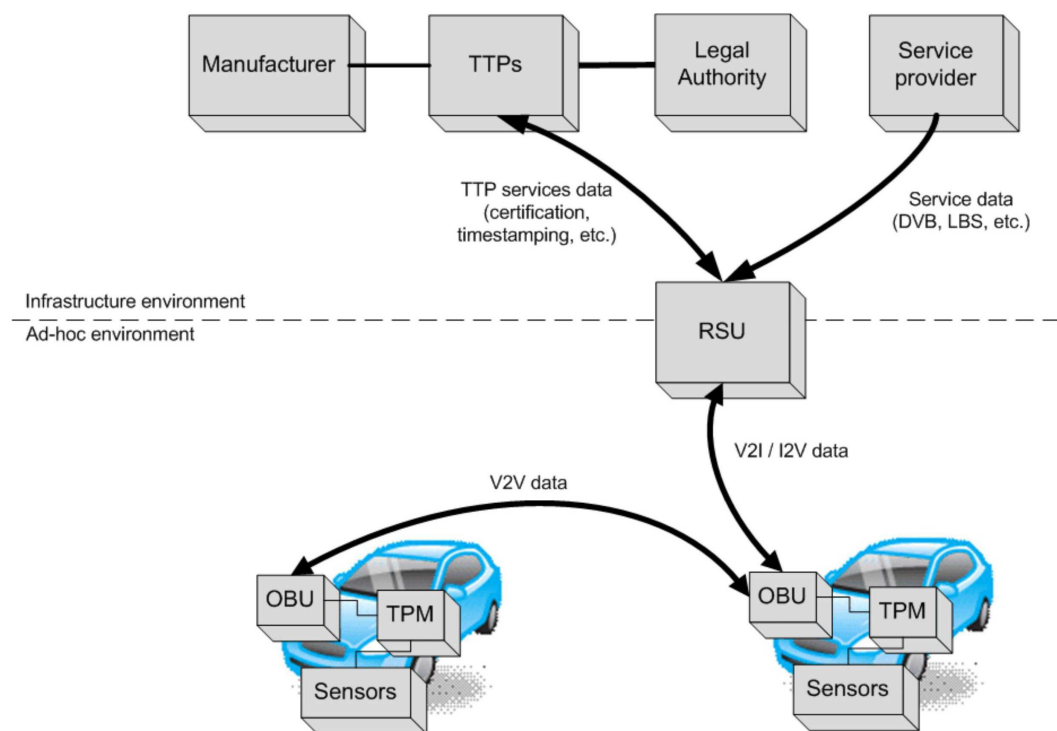 Manufacturer
TTPs
Legal
Authority
Service
provider
TTP services data
(certification,
timestamping, etc.)
Service data
(DVB, LBS, etc.)
Infrastructure environment
Ad-hoc environment
RSU
V2I / I2V data
V2V data
OBU
TPM
Sensors
OBU
TPM
Sensors